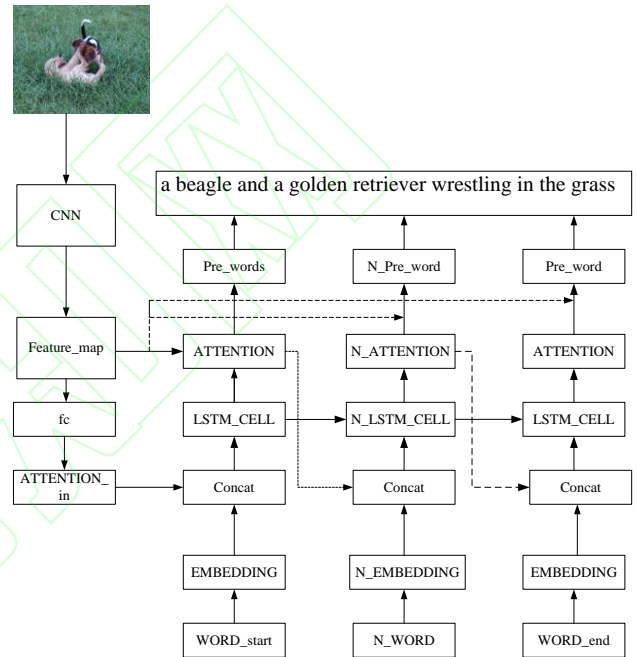 a beagle and a golden retriever wrestling in the grass
CNN
Pre_words
N_Pre_word
Pre_word
Feature_map
ATTENTION
N_ATTENTION
ATTENTION
fc
LSTM_CELL
N_LSTM_CELL
LSTM_CELL
ATTENTION_
in
Concat
Concat
Concat
EMBEDDING
N_EMBEDDING
EMBEDDING
WORD_start
N_WORD
WORD_end